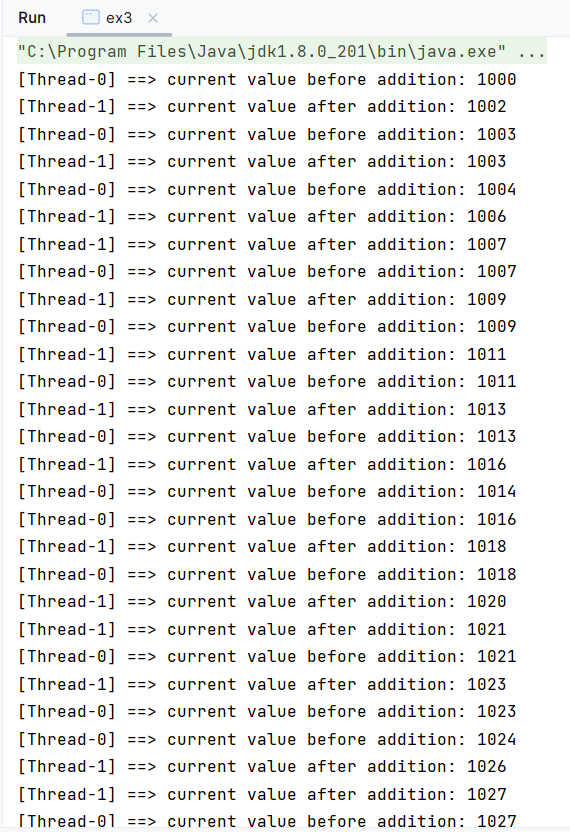 Run ex3
"C:\Program Files\Java\jdk1.8.0_201\bin\java.exe" ...
[Thread-0] ==> current value before addition: 1000
[Thread-1] ==> current value after addition: 1002
[Thread-0] ==> current value before addition: 1003
[Thread-1] ==> current value after addition: 1003
[Thread-0] ==> current value before addition: 1004
[Thread-1] ==> current value after addition: 1006
[Thread-1] ==> current value after addition: 1007
[Thread-0] ==> current value before addition: 1007
[Thread-1] ==> current value after addition: 1009
[Thread-0] ==> current value before addition: 1009
[Thread-1] ==> current value after addition: 1011
[Thread-0] ==> current value before addition: 1011
[Thread-1] ==> current value after addition: 1013
[Thread-0] ==> current value before addition: 1013
[Thread-1] ==> current value after addition: 1016
[Thread-0] ==> current value before addition: 1014
[Thread-0] ==> current value before addition: 1016
[Thread-1] ==> current value after addition: 1018
[Thread-0] ==> current value before addition: 1018
[Thread-1] ==> current value after addition: 1020
[Thread-1] ==> current value after addition: 1021
[Thread-0] ==> current value before addition: 1021
[Thread-1] ==> current value after addition: 1023
[Thread-0] ==> current value before addition: 1023
[Thread-0] ==> current value before addition: 1024
[Thread-1] ==> current value after addition: 1026
[Thread-1] ==> current value after addition: 1027
[Thread-0] ==> current value before addition: 1027